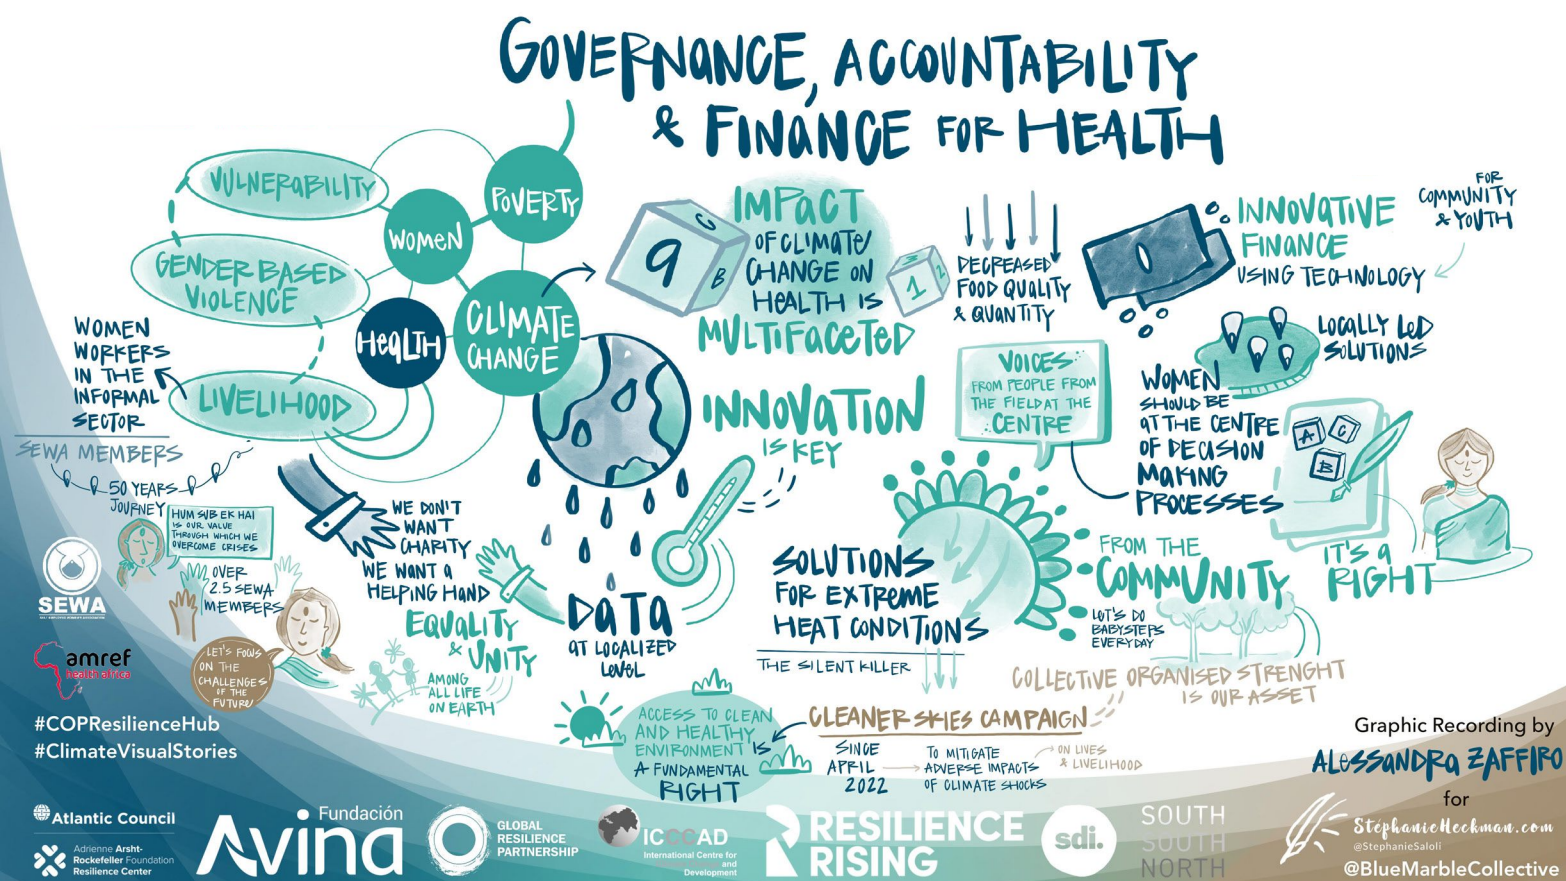 GOVERNANCE, ACCOUNTABILITY
& FINANCE FOR HEALTH
VULNERABILITY
POVERTY
WOMEN
GENDER BASED
VIOLENCE
HEALTH
CLIMATE
CHANGE
LIVELIHOOD
WOMEN
WORKERS
IN THE
INFORMAL
SECTOR
SEWA MEMBERS
50 YEARS
JOURNEY
HUM SUB EK HAI
IS OUR VALUE
THROUGH WHICH WE
OVERCOME CRISES
OVER
2.5 SEWA
MEMBERS
LET'S FOCUS
ON THE
CHALLENGES
OF THE
FUTURE
WE DON'T
WANT
CHARITY
WE WANT A
HELPING HAND
EQUALITY
& UNITY
AMONG
ALL LIFE
ON EARTH
9
C
B
IMPACT
OF CLIMATE
CHANGE ON
HEALTH IS
MULTIFACETED
1
2
DECREASED
FOOD QUALITY
& QUANTITY
INNOVATION
IS KEY
DATA
AT LOCALIZED
LEVEL
VOICES
FROM PEOPLE FROM
THE FIELD AT THE
CENTRE
INNOVATIVE
FINANCE
USING TECHNOLOGY
FOR
COMMUNITY
& YOUTH
LOCALLY LED
SOLUTIONS
WOMEN
SHOULD BE
AT THE CENTRE
OF DECISION
MAKING
PROCESSES
A
C
B
IT'S A
RIGHT
SOLUTIONS
FOR EXTREME
HEAT CONDITIONS
THE SILENT KILLER
FROM THE
COMMUNITY
LET'S DO
BABYSTEPS
EVERYDAY
COLLECTIVE ORGANISED STRENGHT
IS OUR ASSET
ACCESS TO CLEAN
AND HEALTHY
ENVIRONMENT IS
A FUNDAMENTAL
RIGHT
CLEANER SKIES CAMPAIGN
SINCE
APRIL
2022
TO MITIGATE
ADVERSE IMPACTS
OF CLIMATE SHOCKS
ON LIVES
& LIVELIHOOD
SEWA
amref
health africa
#COPResilienceHub
#ClimateVisualStories
Graphic Recording by
ALESSANDRA ZAFFIRO
for
StephanieHeckman.com
@StephanieSaloli
@BlueMarbleCollective
Atlantic Council
Adrienne Arsht-
Rockefeller Foundation
Resilience Center
Fundación
Avina
GLOBAL
RESILIENCE
PARTNERSHIP
ICCCAD
International Centre for
Development
RESILIENCE
RISING
sdi.
SOUTH
SOUTH
NORTH